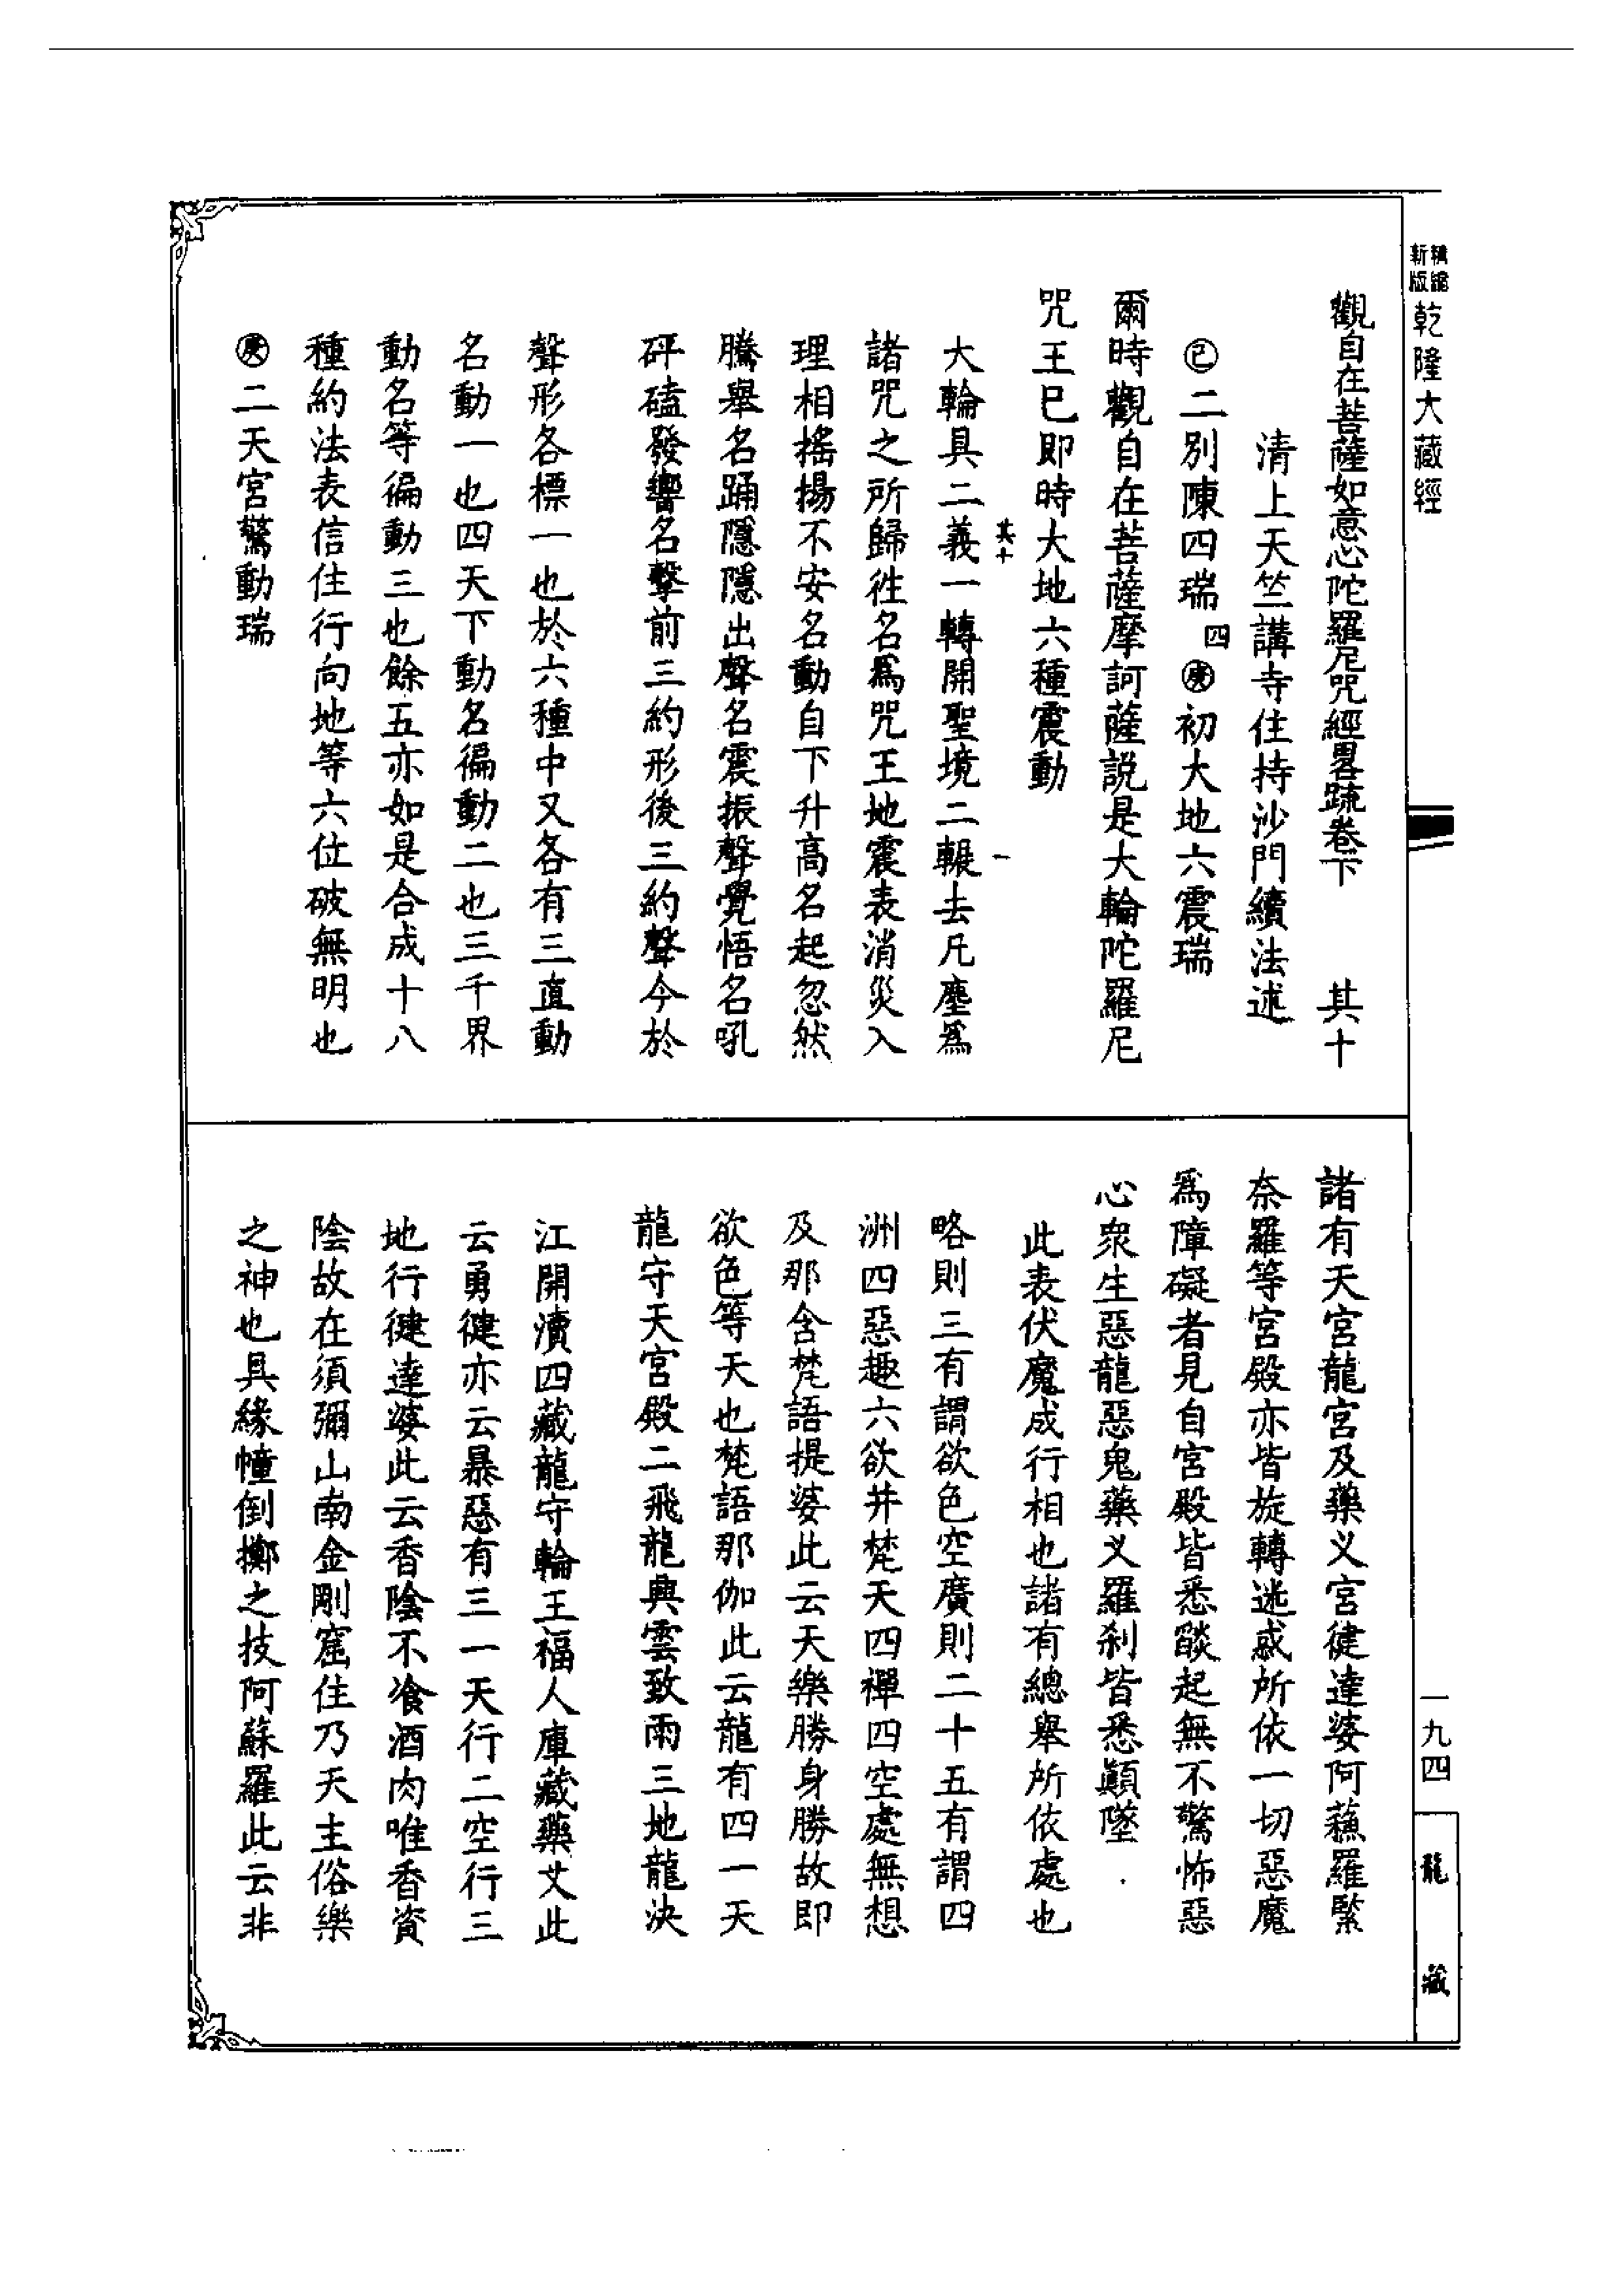 精縮新版乾隆大藏經
觀自在菩薩如意心陀羅尼咒經畧疏卷下 其十
清上天竺講寺住持沙門續法述
㊁二別陳四瑞四庚初大地六震瑞
爾時觀自在菩薩摩訶薩說是大輪陀羅尼
咒王巳即時大地六種震動
其十 一
大輪具二義一轉開聖境二輾去凡塵爲
諸咒之所歸徃名爲咒王地震表消災入
理相搖揚不安名動自下升高名起忽然
騰舉名踊隱隱出聲名震振聲覺悟名吼
砰磕發響名擊前三約形後三約聲今於
聲形各標一也於六種中又各有三直動
名動一也四天下動名徧動二也三千界
動名等徧動三也餘五亦如是合成十八
種約法表信住行向地等六位破無明也
庚二天宮驚動瑞
諸有天宮龍宮及藥义宮健達婆阿蘓羅緊
奈羅等宮殿亦皆旋轉迷惑所依一切惡魔
爲障礙者見自宮殿皆悉燄起無不驚怖惡
心衆生惡龍惡鬼藥义羅刹皆悉顚墜
此表伏魔成行相也諸有總舉所依處也
略則三有謂欲色空廣則二十五有謂四
洲四惡趣六欲并梵天四禪四空處無想
及那含梵語提婆此云天樂勝身勝故即
欲色等天也梵語那伽此云龍有四一天
龍守天宮殿二飛龍興雲致雨三地龍決
江開瀆四藏龍守輪王福人庫藏藥艾此
云勇健亦云暴惡有三一天行二空行三
地行健達婆此云香陰不飡酒肉唯香資
陰故在須彌山南金剛窟住乃天主俗樂
之神也具緣幢倒擲之技阿蘇羅此云非
一九四
龍藏